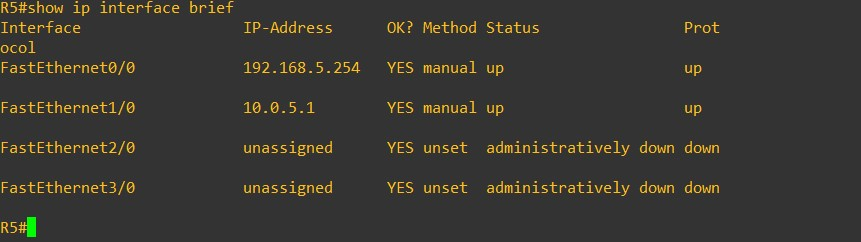 R5#show ip interface brief
Interface                  IP-Address      OK? Method Status                Prot
ocol
FastEthernet0/0            192.168.5.254   YES manual up                    up
FastEthernet1/0            10.0.5.1        YES manual up                    up
FastEthernet2/0            unassigned      YES unset  administratively down down
FastEthernet3/0            unassigned      YES unset  administratively down down
R5#